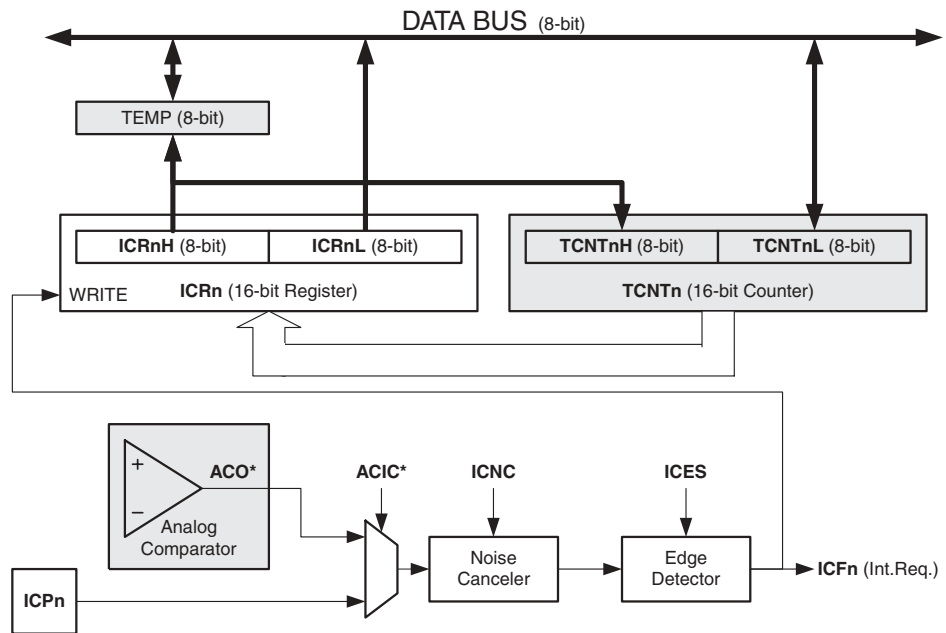 DATA BUS (8-bit)
TEMP (8-bit)
ICRnH (8-bit)
ICRnL (8-bit)
TCNTnH (8-bit)
TCNTnL (8-bit)
WRITE
ICRn (16-bit Register)
TCNTn (16-bit Counter)
+
−
ACO*
Analog
Comparator
ACIC*
ICNC
ICES
Noise
Canceler
Edge
Detector
ICFn (Int.Req.)
ICPn